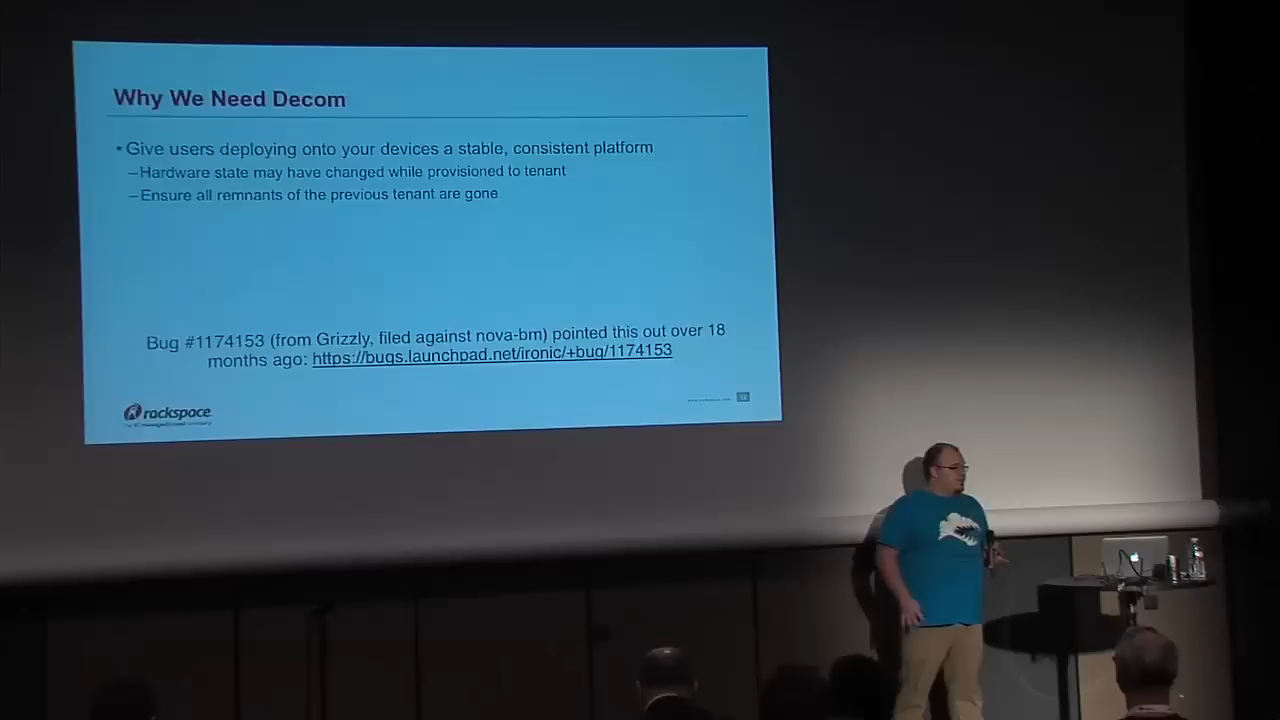 Why We Need Decom
• Give users deploying onto your devices a stable, consistent platform
–Hardware state may have changed while provisioned to tenant
–Ensure all remnants of the previous tenant are gone
Bug #1174153 (from Grizzly, filed against nova-bm) pointed this out over 18
months ago: https://bugs.launchpad.net/ironic/+bug/1174153
rackspace